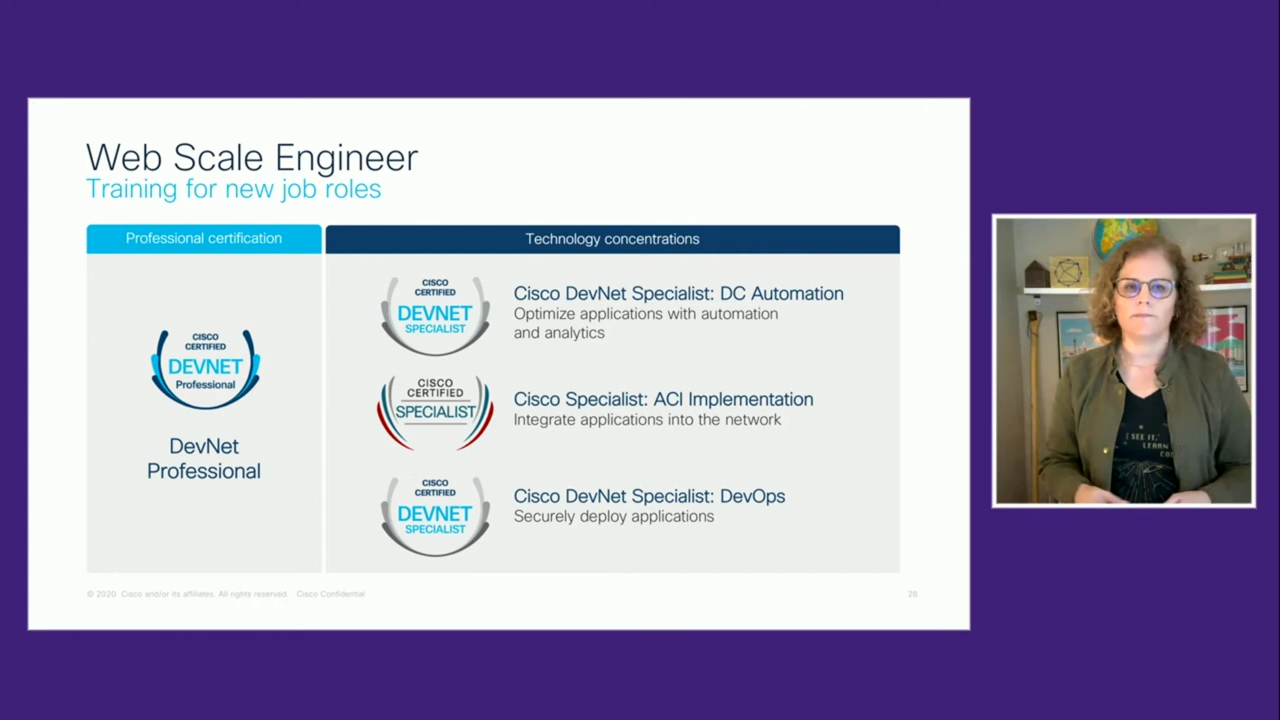 Web Scale Engineer
Training for new job roles
Professional certification
Technology concentrations
CISCO
CERTIFIED
DEVNET
Professional
DevNet
Professional
CISCO
CERTIFIED
DEVNET
SPECIALIST
Cisco DevNet Specialist: DC Automation
Optimize applications with automation
and analytics
CISCO
CERTIFIED
SPECIALIST
Cisco Specialist: ACI Implementation
Integrate applications into the network
CISCO
CERTIFIED
DEVNET
SPECIALIST
Cisco DevNet Specialist: DevOps
Securely deploy applications
© 2020 Cisco and/or its affiliates. All rights reserved. Cisco Confidential
28
SEE IT,
LEARN